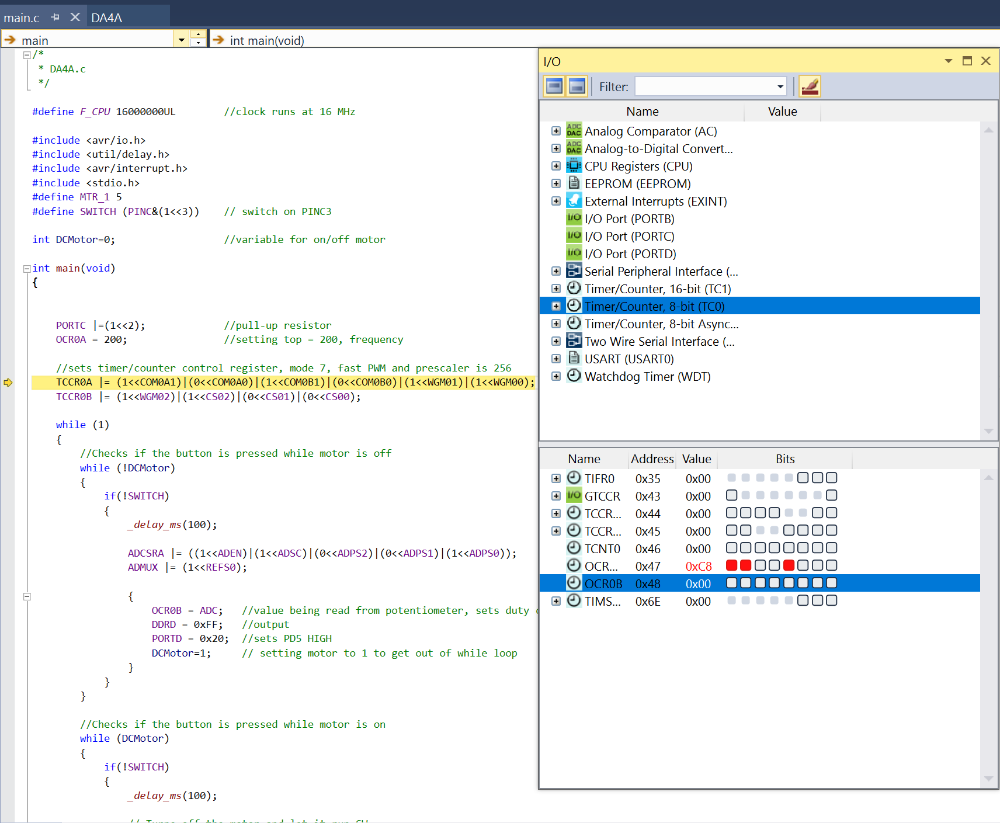 main.c
DA4A
main
int main(void)
/*
* DA4A.c
*/
#define F_CPU 16000000UL //clock runs at 16 MHz
#include <avr/io.h>
#include <util/delay.h>
#include <avr/interrupt.h>
#include <stdio.h>
#define MTR_1 5
#define SWITCH (PINC&(1<<3)) // switch on PINC3
int DCMotor=0; //variable for on/off motor
int main(void)
{
PORTC |=(1<<2); //pull-up resistor
OCR0A = 200; //setting top = 200, frequency
//sets timer/counter control register, mode 7, fast PWM and prescaler is 256
TCCR0A |= (1<<COM0A1)|(0<<COM0A0)|(1<<COM0B1)|(0<<COM0B0)|(1<<WGM01)|(1<<WGM00);
TCCR0B |= (1<<WGM02)|(1<<CS02)|(0<<CS01)|(0<<CS00);
while (1)
{
//Checks if the button is pressed while motor is off
while (!DCMotor)
{
if(!SWITCH)
{
_delay_ms(100);
ADCSRA |= ((1<<ADEN)|(1<<ADSC)|(0<<ADPS2)|(0<<ADPS1)|(1<<ADPS0));
ADMUX |= (1<<REFS0);
{
OCR0B = ADC; //value being read from potentiometer, sets duty
DDRD = 0xFF; //output
PORTD = 0x20; //sets PD5 HIGH
DCMotor=1; // setting motor to 1 to get out of while loop
}
}
}
//Checks if the button is pressed while motor is on
while (DCMotor)
{
if(!SWITCH)
{
_delay_ms(100);
I/O
Filter:
Name Value
Analog Comparator (AC)
Analog-to-Digital Convert...
CPU Registers (CPU)
EEPROM (EEPROM)
External Interrupts (EXINT)
I/O Port (PORTB)
I/O Port (PORTC)
I/O Port (PORTD)
Serial Peripheral Interface (...
Timer/Counter, 16-bit (TC1)
Timer/Counter, 8-bit (TC0)
Timer/Counter, 8-bit Async...
Two Wire Serial Interface (...
USART (USART0)
Watchdog Timer (WDT)
Name Address Value Bits
TIFR0 0x35 0x00
I/O GTCCR 0x43 0x00
TCCR... 0x44 0x00
TCCR... 0x45 0x00
TCNT0 0x46 0x00
OCR... 0x47 0xC8
OCR0B 0x48 0x00
TIMS... 0x6E 0x00